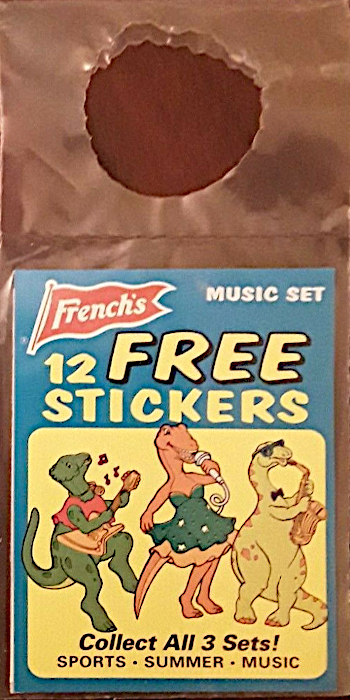 French's
MUSIC SET
12 FREE
STICKERS
Collect All 3 Sets!
SPORTS · SUMMER · MUSIC